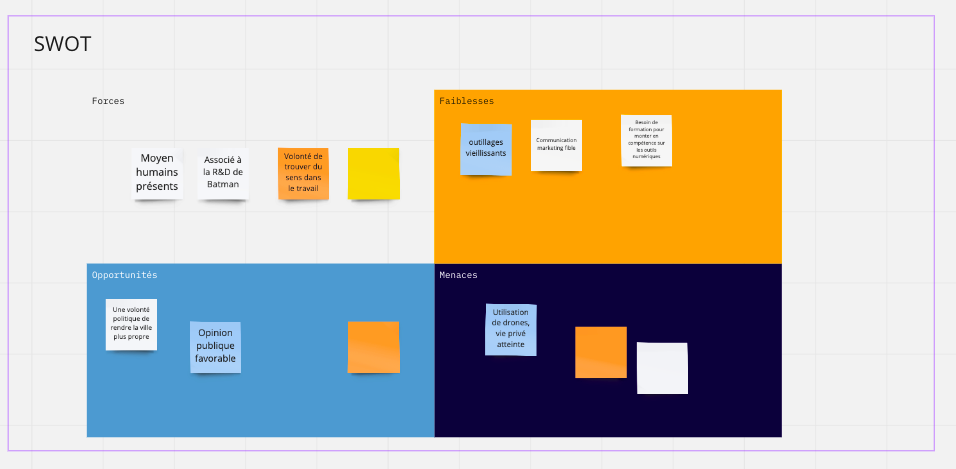 SWOT
Forces
Moyen
humains
présents
Associé à
la R&D de
Batman
Volonté de
trouver du
sens dans
le travail
Faiblesses
outillages
vieillissants
Communication
marketing fible
Besoin de
formation pour
monter en
compétence sur
les outils
numériques
Opportunités
Une volonté
politique de
rendre la ville
plus propre
Opinion
publique
favorable
Menaces
Utilisation
de drones,
vie privé
atteinte